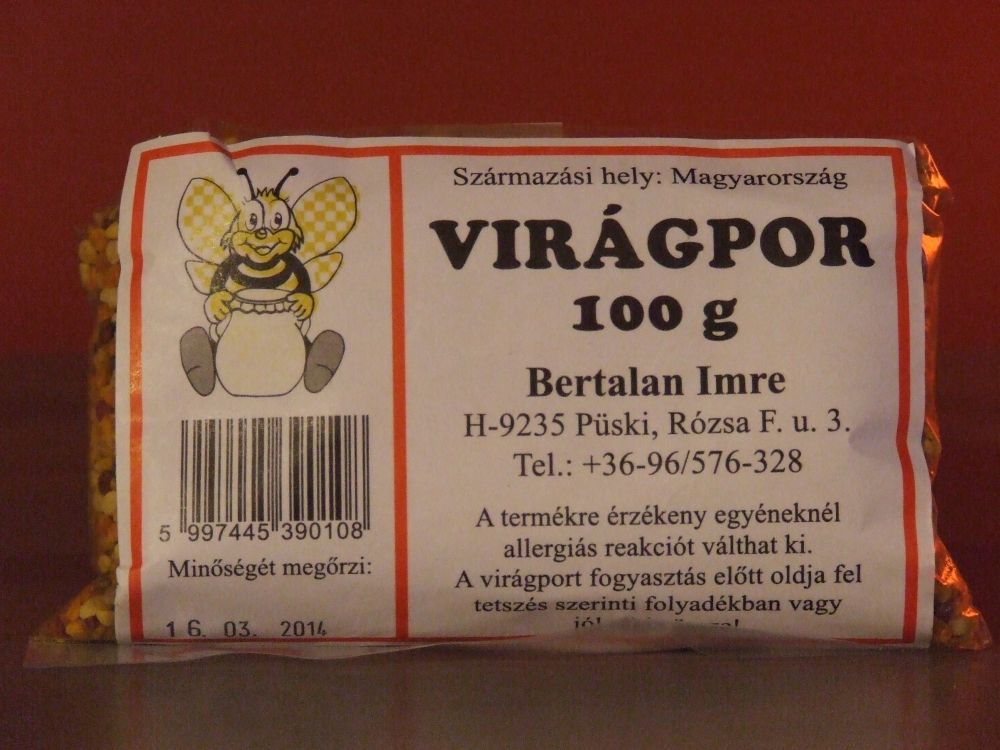 Származási hely: Magyarország
VIRÁGPOR
100 g
Bertalan Imre
H-9235 Püski, Rózsa F. u. 3.
Tel.: +36-96/576-328
A termékre érzékeny egyéneknél
allergiás reakciót válthat ki.
A virágport fogyasztás előtt oldja fel
tetszés szerinti folyadékban vagy
5 997445 390108
Minőségét megőrzi:
16. 03. 2014